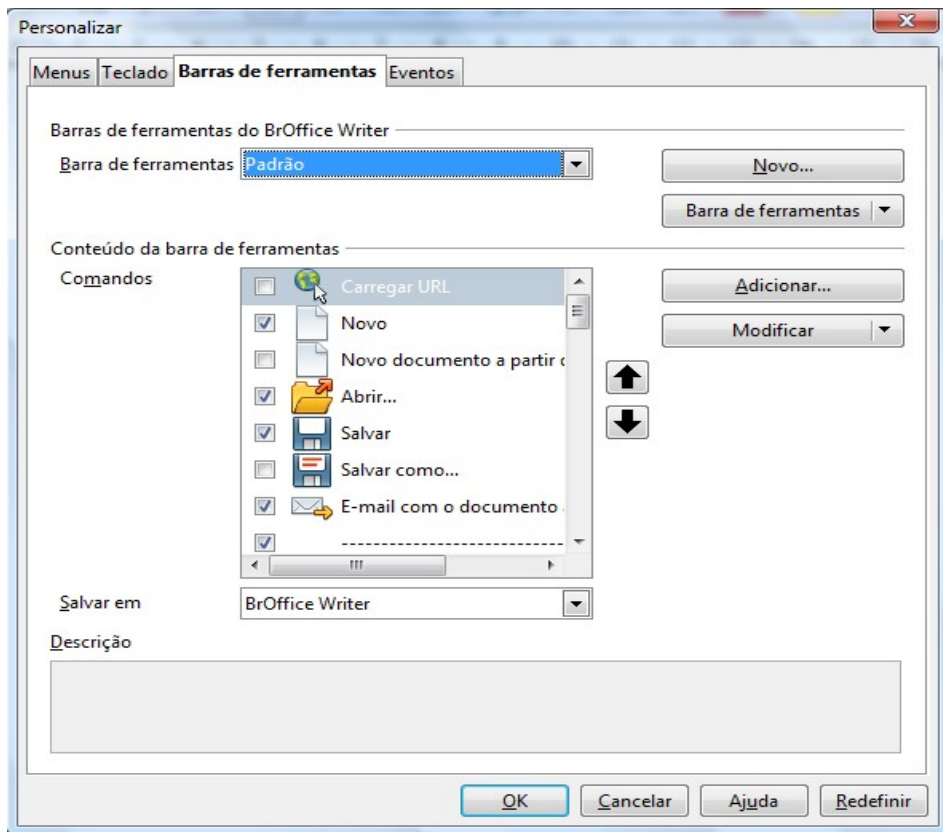 Personalizar
Menus Teclado Barras de ferramentas Eventos
Barras de ferramentas do BrOffice Writer
Barra de ferramentas Padrão Novo...
Barra de ferramentas
Conteúdo da barra de ferramentas
Comandos Carregar URL Adicionar...
Novo Modificar
Novo documento a partir d
Abrir...
Salvar
Salvar como...
E-mail com o documento
----------------------------
Salvar em BrOffice Writer
Descrição
OK Cancelar Ajuda Redefinir